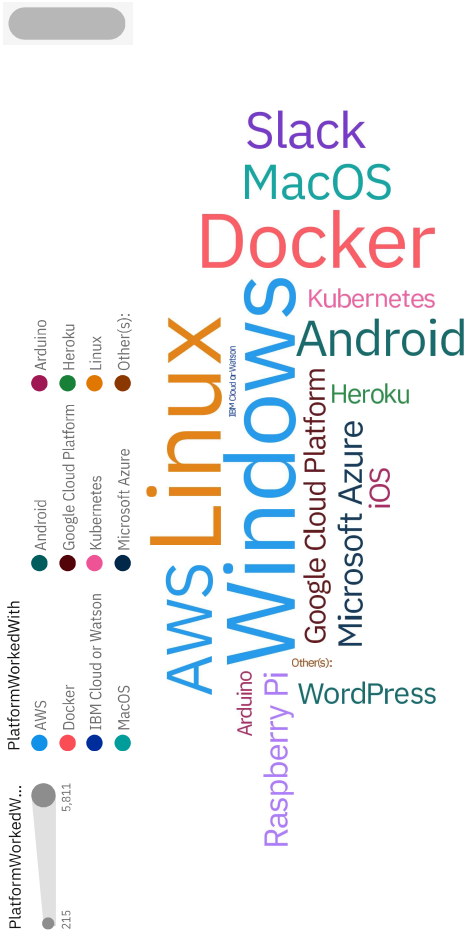 Slack
MacOS
Docker
Kubernetes
Android
Heroku
Linux
IBM Cloud or Watson
Windows
Google Cloud Platform
Microsoft Azure
iOS
AWS
Other(s):
Arduino
Raspberry Pi
WordPress
PlatformWorkedW...
215
5,811
PlatformWorkedWith
AWS
Android
Arduino
Docker
Google Cloud Platform
Heroku
IBM Cloud or Watson
Kubernetes
Linux
MacOS
Microsoft Azure
Other(s):